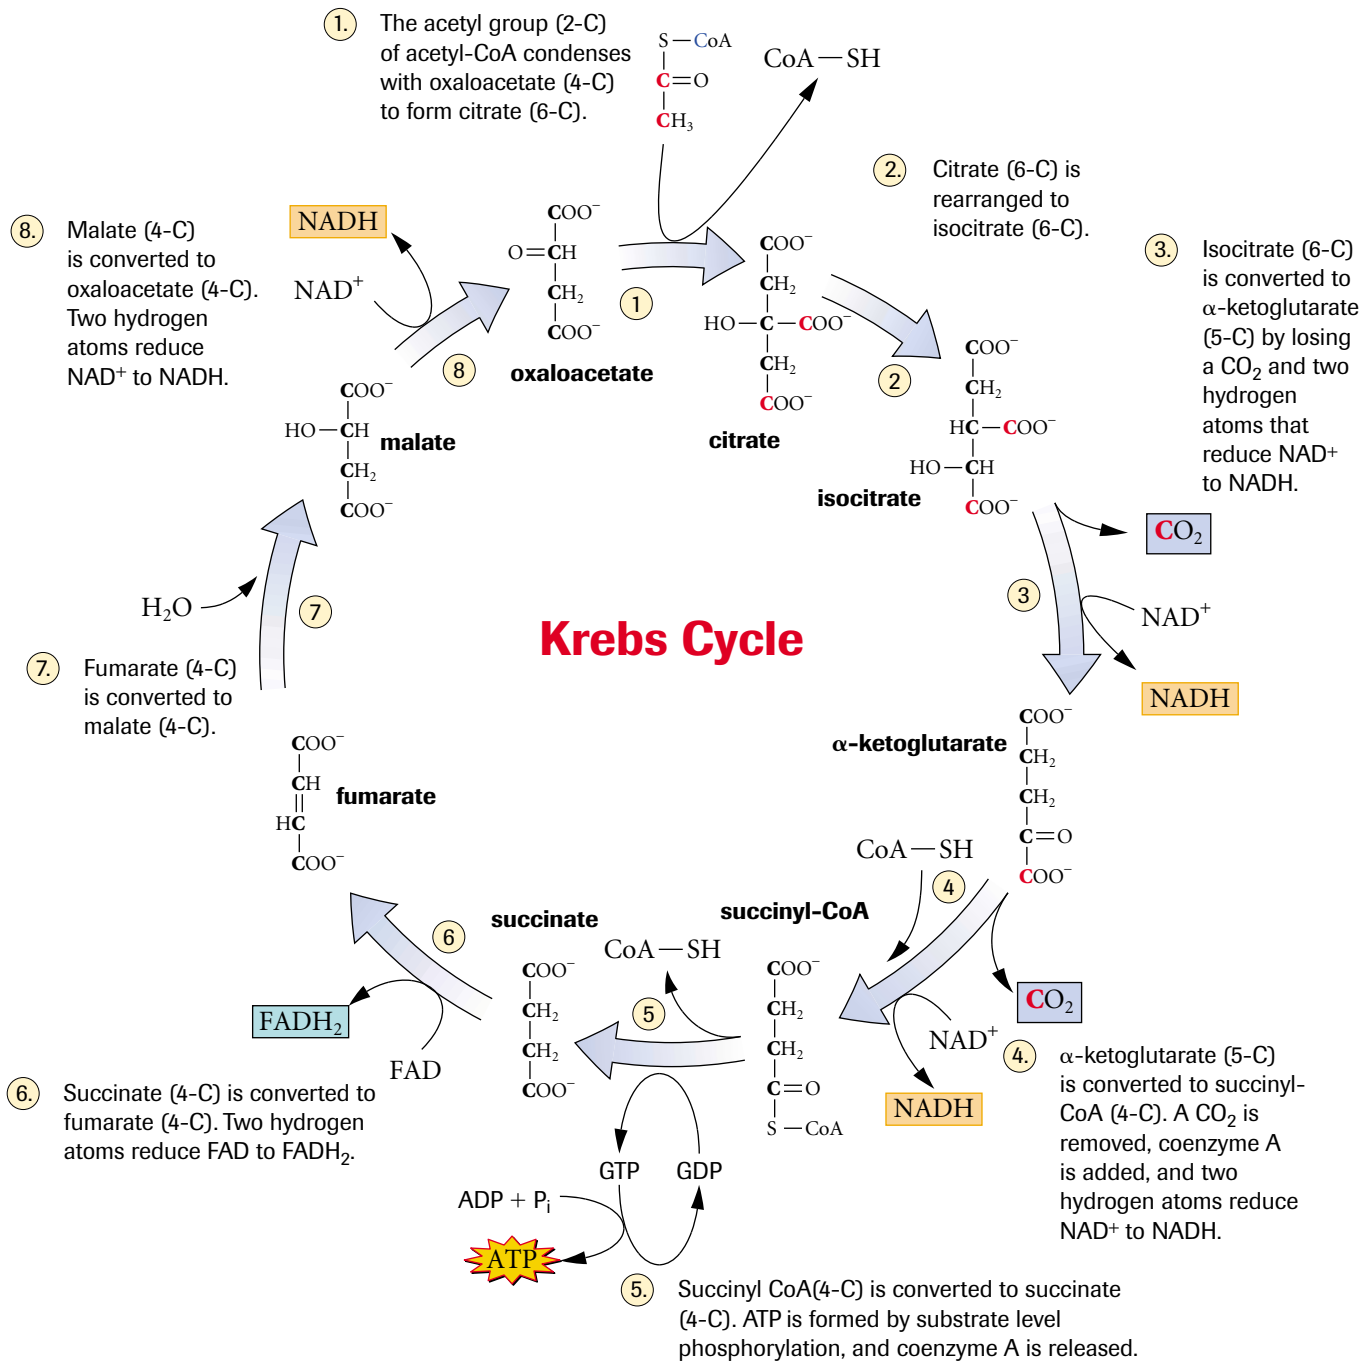 1.
The acetyl group (2-C)
of acetyl-CoA condenses
with oxaloacetate (4-C)
to form citrate (6-C).
S—CoA
C=O
CH₃
CoA—SH
2.
Citrate (6-C) is
rearranged to
isocitrate (6-C).
3.
Isocitrate (6-C)
is converted to
α-ketoglutarate
(5-C) by losing
a CO₂ and two
hydrogen
atoms that
reduce NAD⁺
to NADH.
8.
Malate (4-C)
is converted to
oxaloacetate (4-C).
Two hydrogen
atoms reduce
NAD⁺ to NADH.
NADH
NAD⁺
8
COO⁻
O=CH
CH₂
COO⁻
oxaloacetate
1
COO⁻
CH₂
HO—C—COO⁻
CH₂
COO⁻
citrate
2
COO⁻
CH₂
HC—COO⁻
HO—CH
COO⁻
isocitrate
COO⁻
HO—CH
CH₂
COO⁻
malate
CO₂
3
NAD⁺
NADH
H₂O
7
Krebs Cycle
7.
Fumarate (4-C)
is converted to
malate (4-C).
COO⁻
CH
HC
COO⁻
fumarate
α-ketoglutarate
COO⁻
CH₂
CH₂
C=O
COO⁻
CoA—SH
4
CO₂
NAD⁺
NADH
4.
α-ketoglutarate (5-C)
is converted to succinyl-
CoA (4-C). A CO₂ is
removed, coenzyme A
is added, and two
hydrogen atoms reduce
NAD⁺ to NADH.
succinyl-CoA
COO⁻
CH₂
CH₂
C=O
S—CoA
CoA—SH
5
succinate
COO⁻
CH₂
CH₂
COO⁻
6
FADH₂
FAD
6.
Succinate (4-C) is converted to
fumarate (4-C). Two hydrogen
atoms reduce FAD to FADH₂.
GTP GDP
ADP + Pᵢ
ATP
5.
Succinyl CoA(4-C) is converted to succinate
(4-C). ATP is formed by substrate level
phosphorylation, and coenzyme A is released.